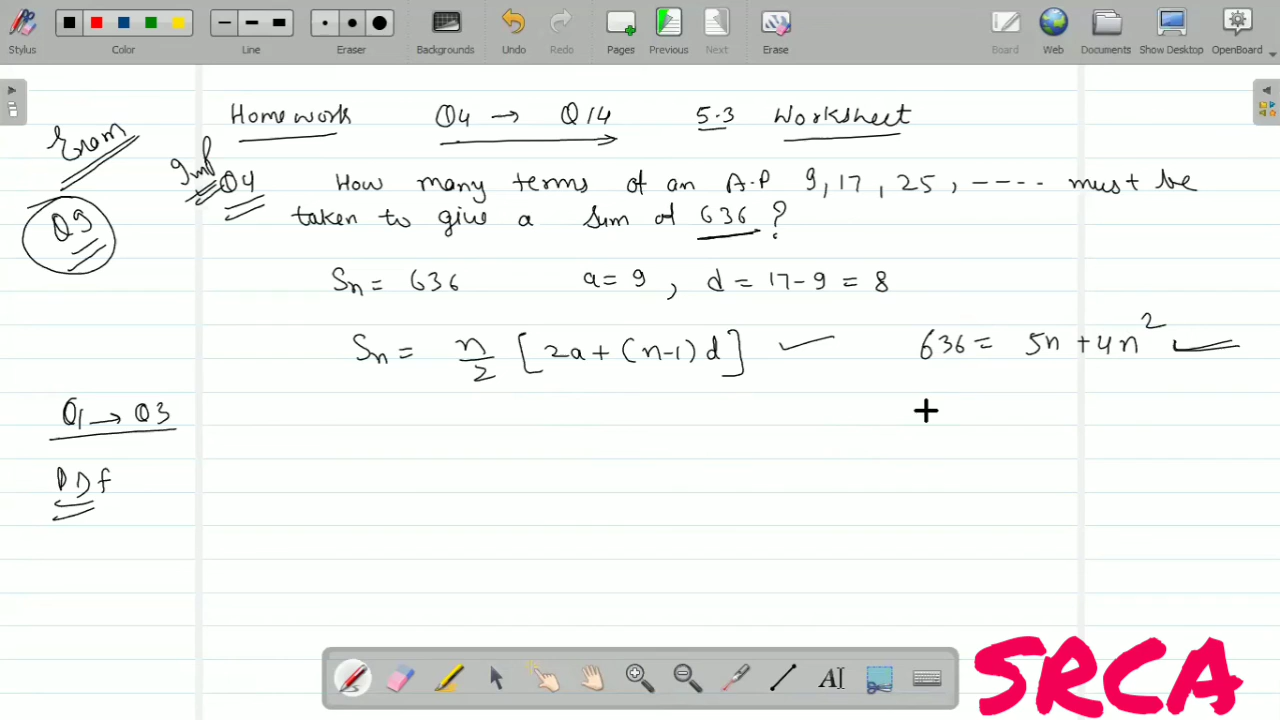 Stylus Color Line Eraser Backgrounds Undo Redo Pages Previous Next Erase Board Web Documents Show Desktop OpenBoard
Homework Q4 → Q14 5.3 Worksheet
Exam
Imp Q4 How many terms of an A.P 9, 17, 25, ---- must be
taken to give a sum of 636 ?
Q9
Sn = 636 a = 9 , d = 17-9 = 8
Sn = n/2 [2a + (n-1) d] 636 = 5n + 4n²
Q1 → Q3
PDf
SRCA